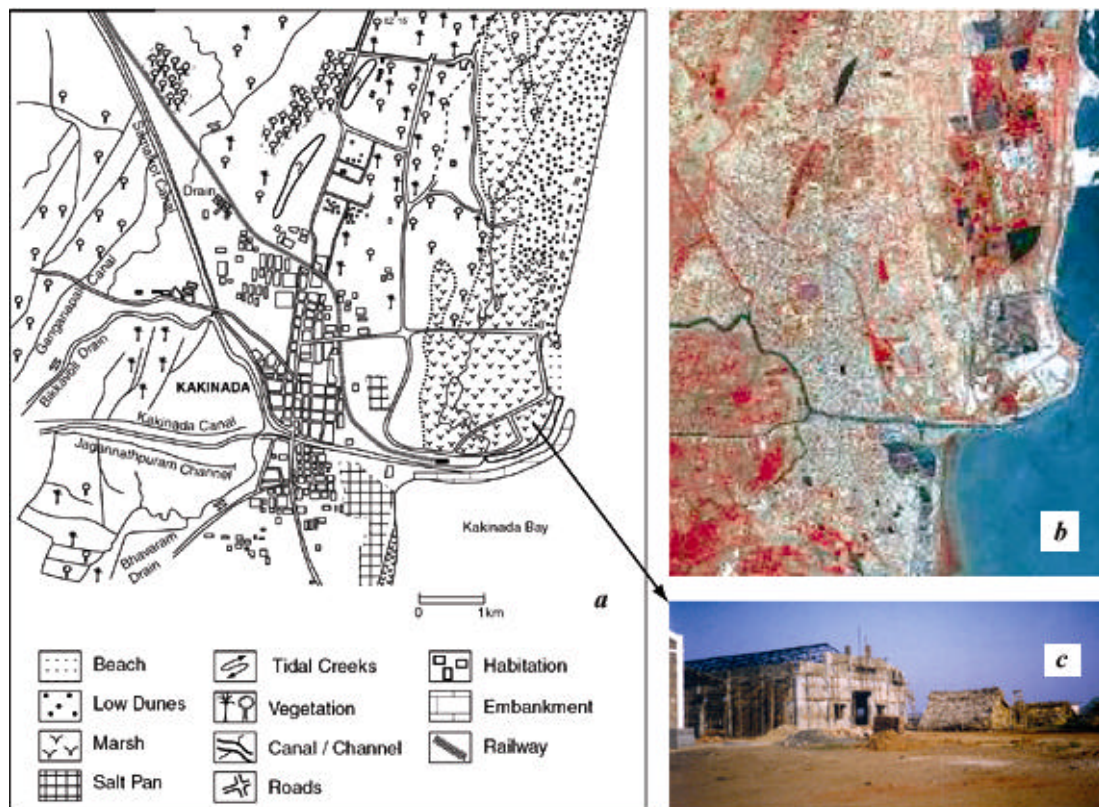 82° 15'
Samalkot Canal
Drain
Ganganapalli Canal
Bikkavolu Drain
KAKINADA
Kakinada Canal
Jagannathpuram Channel
Bhavaram
Drain
Kakinada Bay
0 1km
a
b
c
Beach
Low Dunes
Marsh
Salt Pan
Tidal Creeks
Vegetation
Canal / Channel
Roads
Habitation
Embankment
Railway